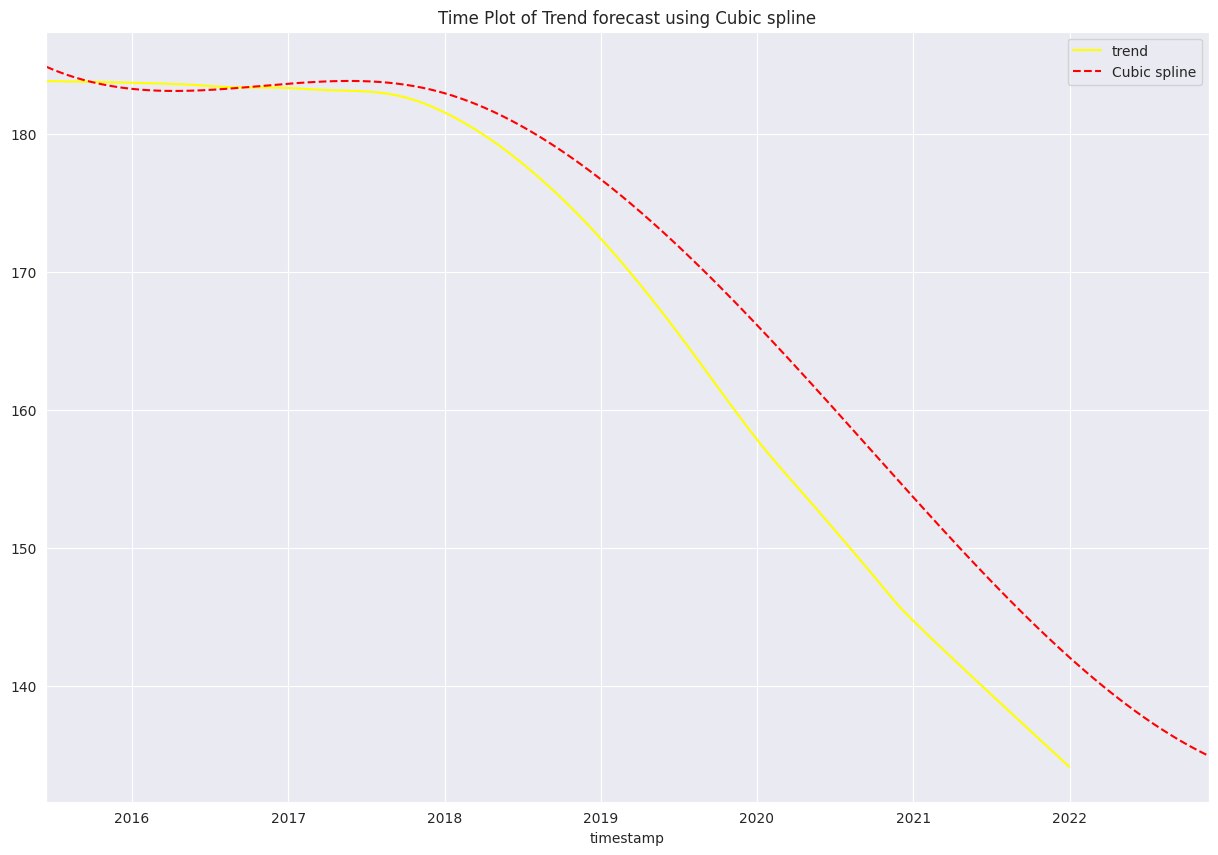 Time Plot of Trend forecast using Cubic spline
trend
Cubic spline
180
170
160
150
140
2016 2017 2018 2019 2020 2021 2022
timestamp